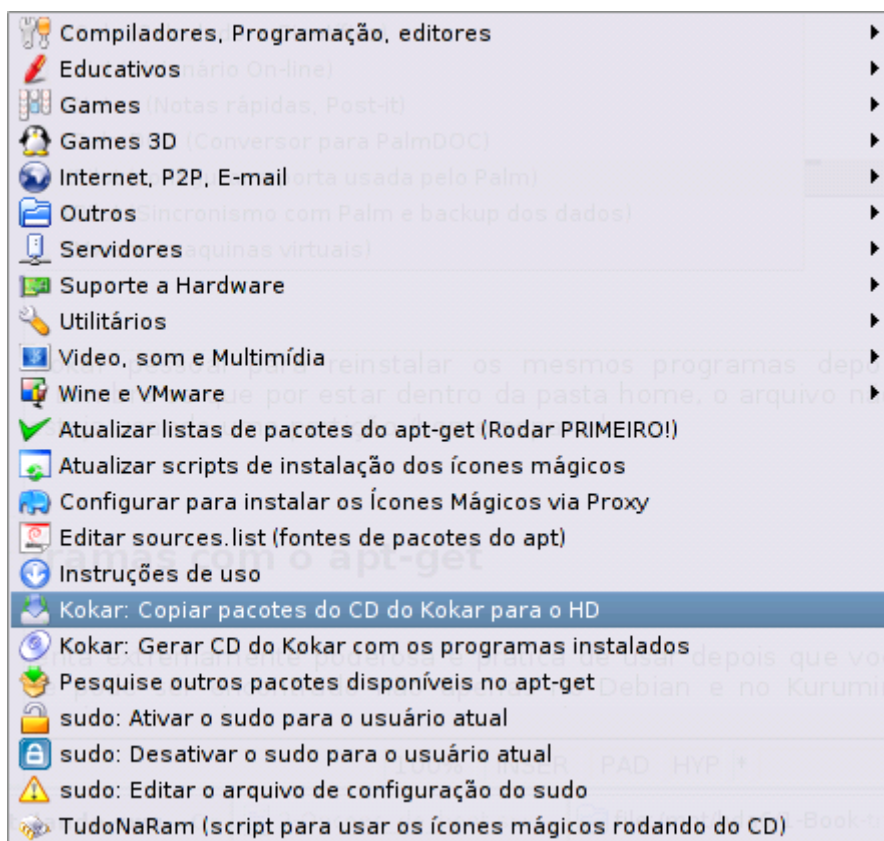 Compiladores, Programação, editores
Educativos
Games
Games 3D
Internet, P2P, E-mail
Outros
Servidores
Suporte a Hardware
Utilitários
Video, som e Multimídia
Wine e VMware
Atualizar listas de pacotes do apt-get (Rodar PRIMEIRO!)
Atualizar scripts de instalação dos ícones mágicos
Configurar para instalar os Ícones Mágicos via Proxy
Editar sources.list (fontes de pacotes do apt)
Instruções de uso
Kokar: Copiar pacotes do CD do Kokar para o HD
Kokar: Gerar CD do Kokar com os programas instalados
Pesquise outros pacotes disponíveis no apt-get
sudo: Ativar o sudo para o usuário atual
sudo: Desativar o sudo para o usuário atual
sudo: Editar o arquivo de configuração do sudo
TudoNaRam (script para usar os ícones mágicos rodando do CD)